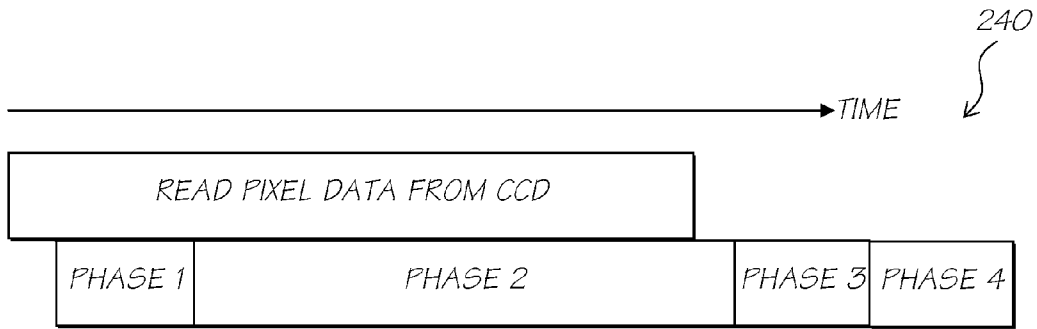 240
TIME
READ PIXEL DATA FROM CCD
PHASE 1 PHASE 2 PHASE 3 PHASE 4